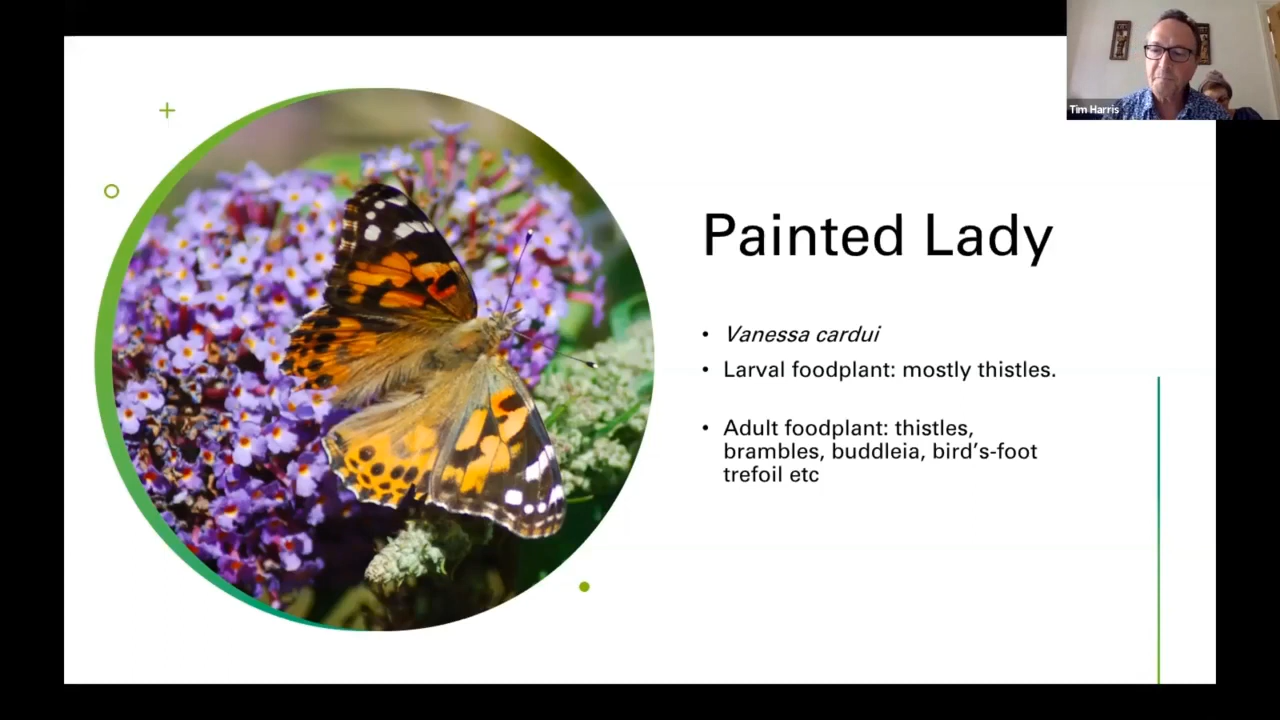 Tim Harris
Painted Lady
• Vanessa cardui
• Larval foodplant: mostly thistles.
• Adult foodplant: thistles,
brambles, buddleia, bird’s-foot
trefoil etc